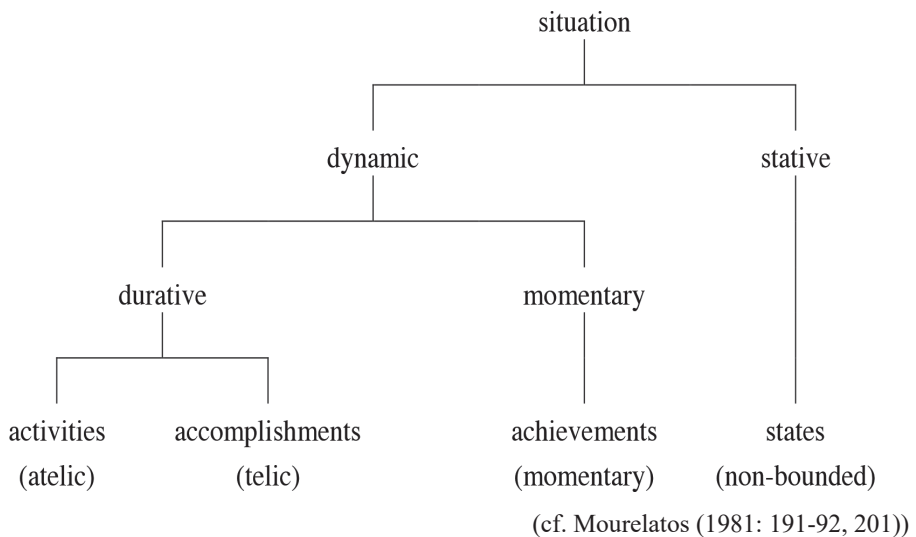 situation
dynamic stative
durative momentary
activities accomplishments achievements states
(atelic) (telic) (momentary) (non-bounded)
(cf. Mourelatos (1981: 191-92, 201))